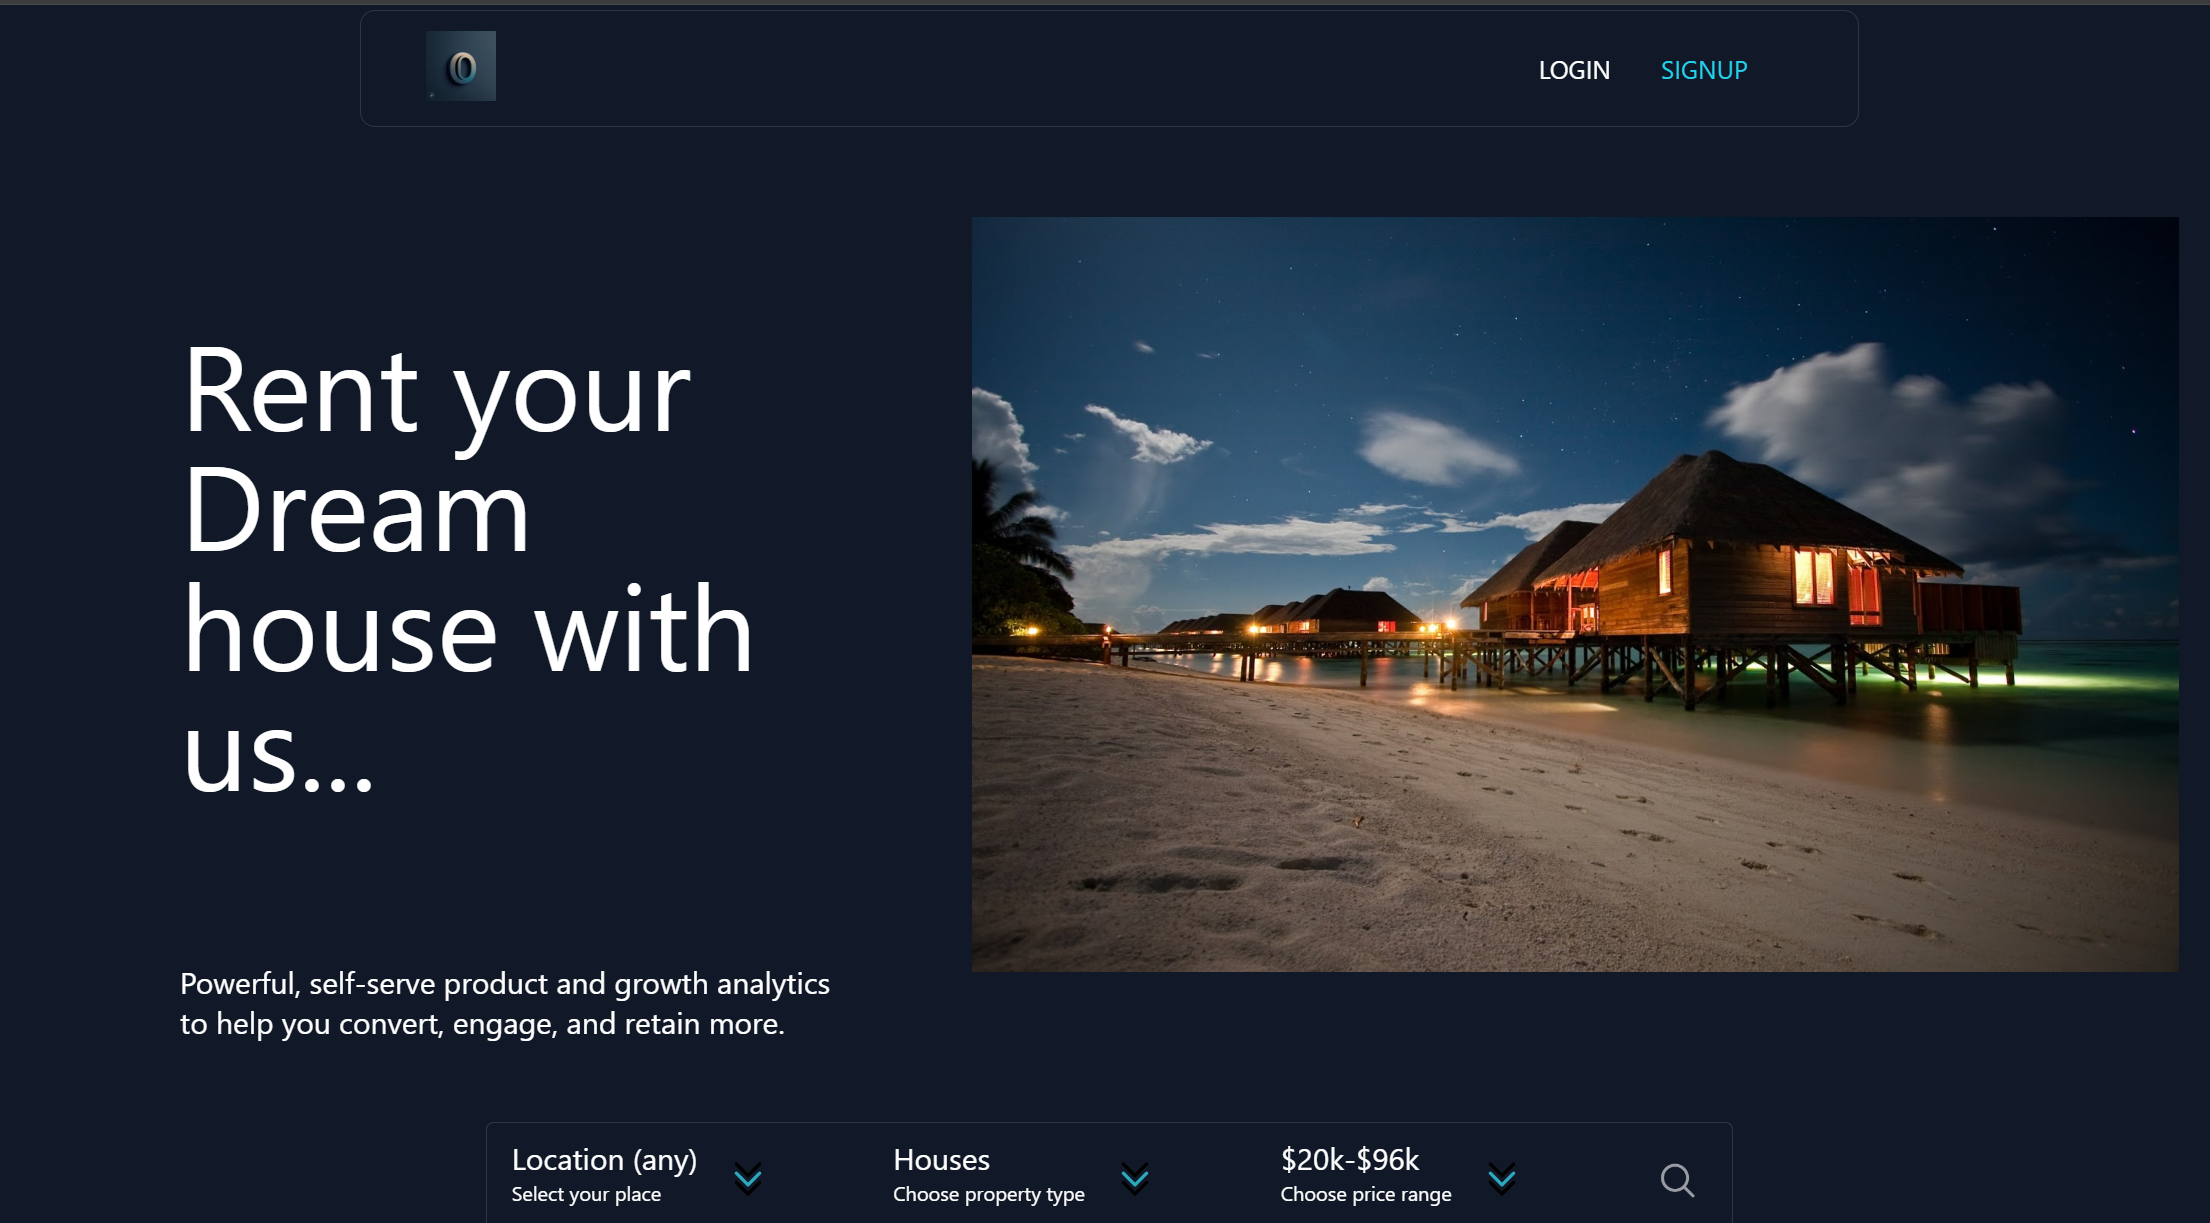 LOGIN
SIGNUP
Rent your
Dream
house with
us...
Powerful, self-serve product and growth analytics
to help you convert, engage, and retain more.
Location (any)
Select your place
Houses
Choose property type
$20k-$96k
Choose price range